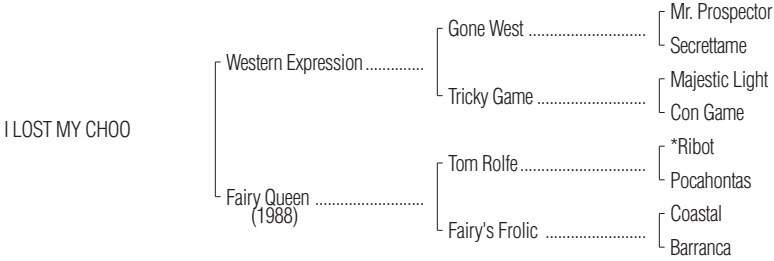 Mr. Prospector
Gone West ..........................
Secrettame
Western Expression .............
Majestic Light
Tricky Game ........................
Con Game
I LOST MY CHOO
*Ribot
Tom Rolfe ............................
Pocahontas
Fairy Queen ........................
(1988)
Coastal
Fairy's Frolic .......................
Barranca